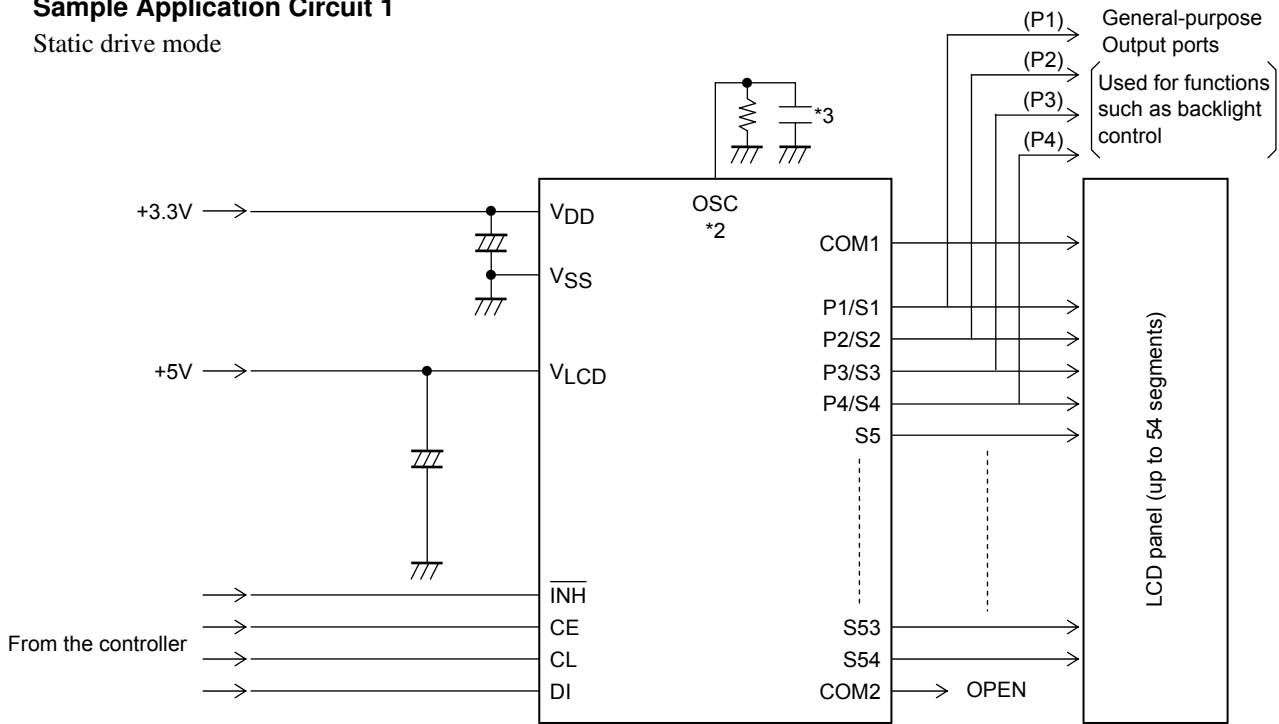 Sample Application Circuit 1
Static drive mode
(P1)
General-purpose
Output ports
(P2)
(P3)
(P4)
Used for functions
such as backlight
control
*3
+3.3V
VDD
OSC
*2
COM1
VSS
P1/S1
P2/S2
+5V
VLCD
P3/S3
P4/S4
S5
LCD panel (up to 54 segments)
INH
From the controller
CE
CL
DI
S53
S54
COM2
OPEN